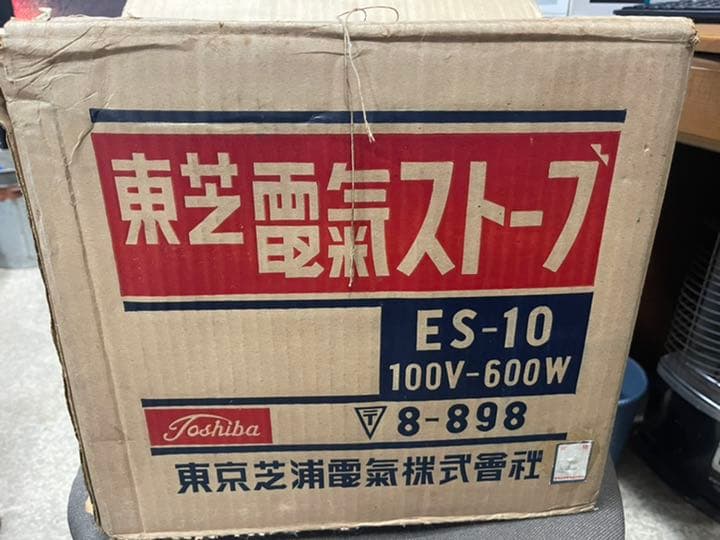 東芝電氣ストーブ
ES-10
100V-600W
Toshiba 〒 8-898
東京芝浦電氣株式會社